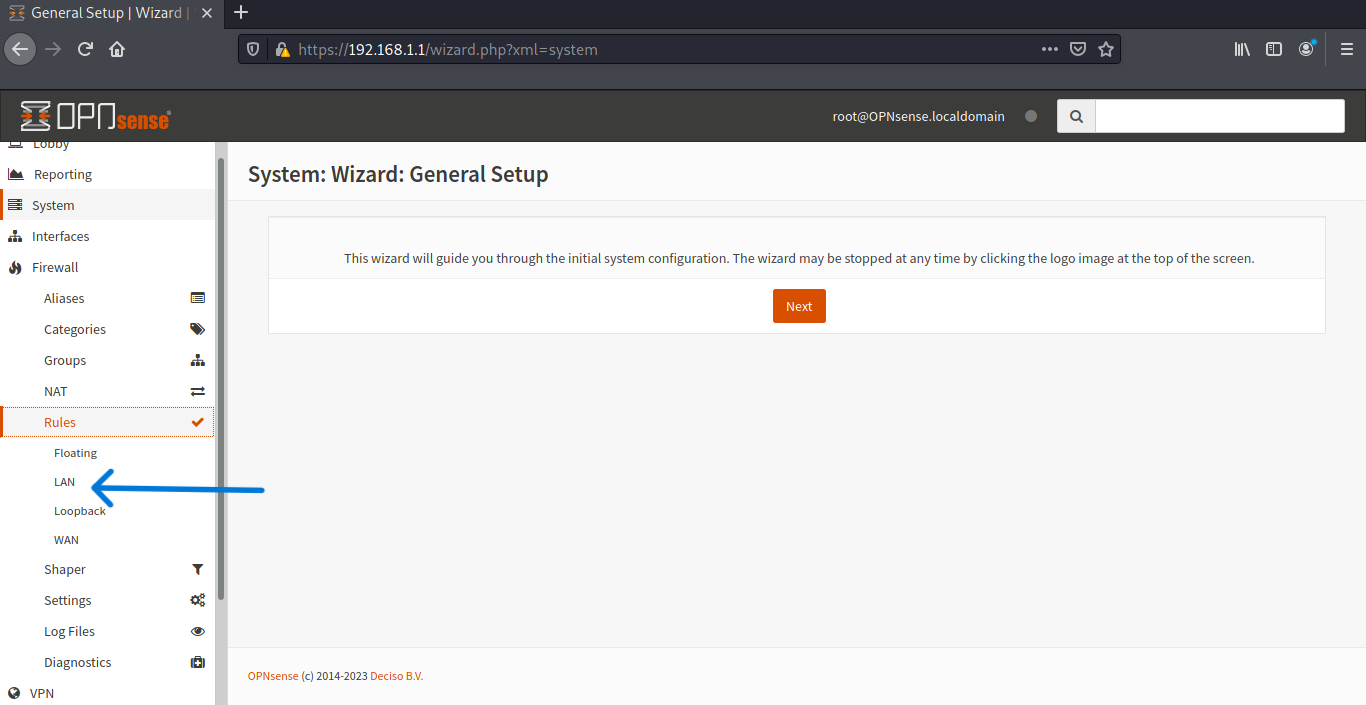 General Setup | Wizard |
https://192.168.1.1/wizard.php?xml=system
OPNsense
root@OPNsense.localdomain
Lobby
Reporting
System
Interfaces
Firewall
Aliases
Categories
Groups
NAT
Rules
Floating
LAN
Loopback
WAN
Shaper
Settings
Log Files
Diagnostics
VPN
System: Wizard: General Setup
This wizard will guide you through the initial system configuration. The wizard may be stopped at any time by clicking the logo image at the top of the screen.
Next
OPNsense (c) 2014-2023 Deciso B.V.